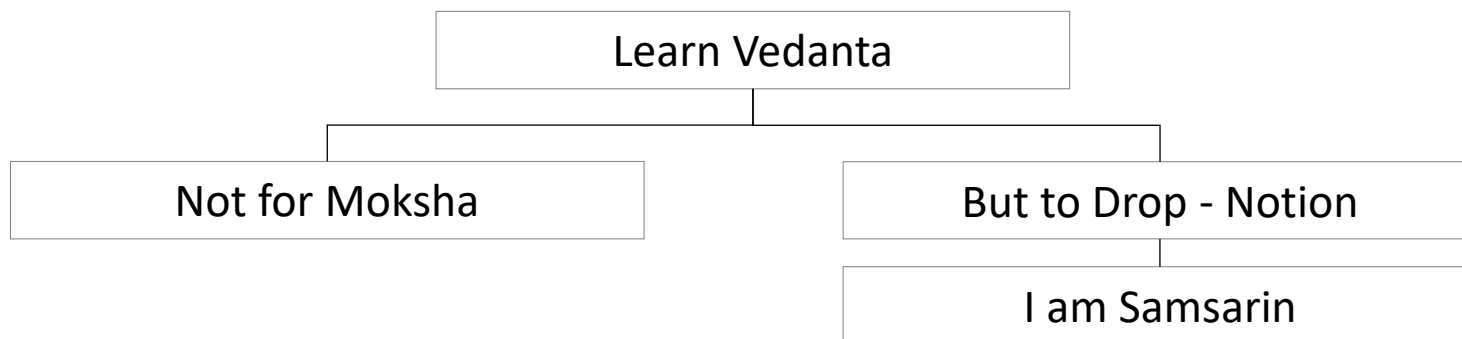 Learn Vedanta
Not for Moksha
But to Drop - Notion
I am Samsarin